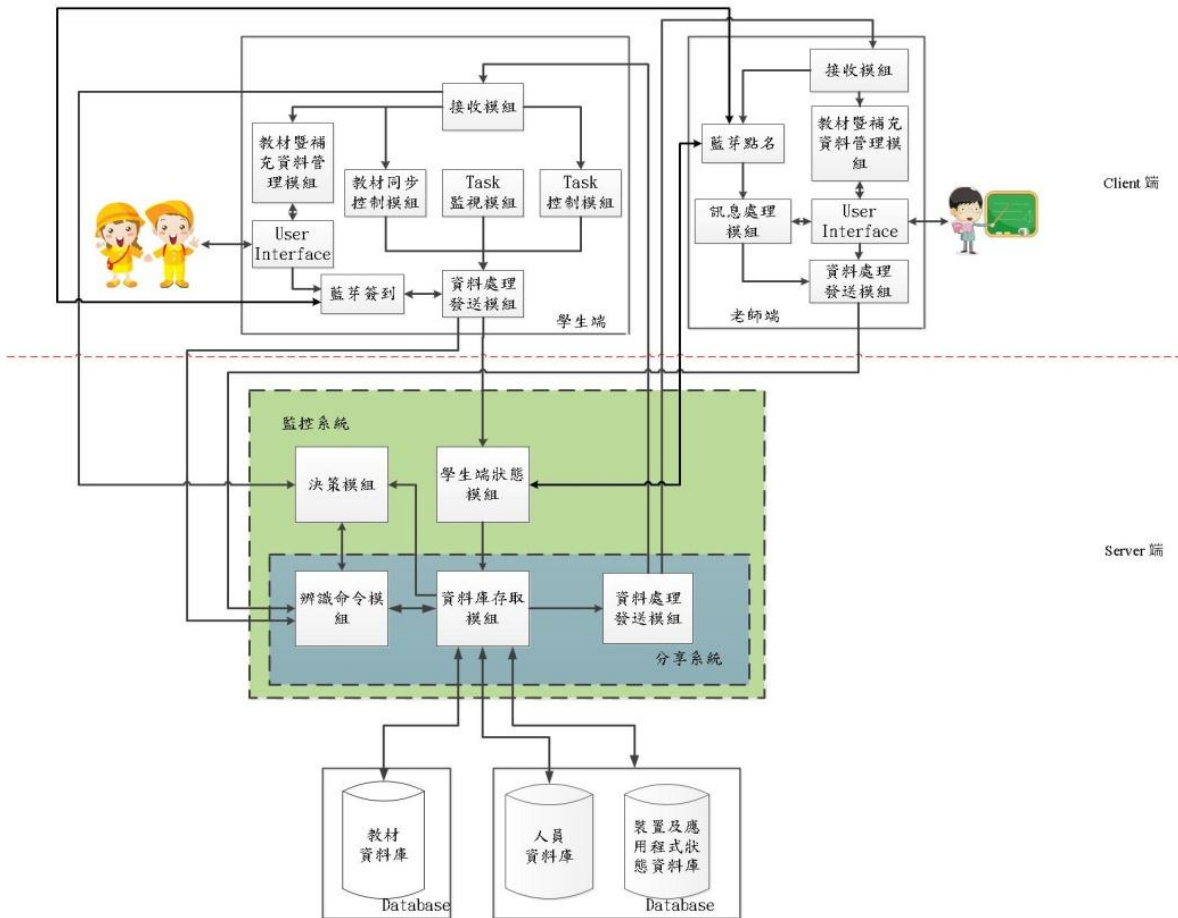 接收模組
教材暨補
充資料管
理模組
教材同步
控制模組
Task
監視模組
Task
控制模組
User
Interface
藍芽簽到
資料處理
發送模組
學生端
接收模組
藍芽點名
教材暨補充
資料管理模
組
訊息處理
模組
User
Interface
資料處理
發送模組
老師端
Client 端
監控系統
決策模組
學生端狀態
模組
辨識命令模
組
資料庫存取
模組
資料處理
發送模組
分享系統
Server 端
教材
資料庫
Database
人員
資料庫
裝置及應
用程式狀
態資料庫
Database